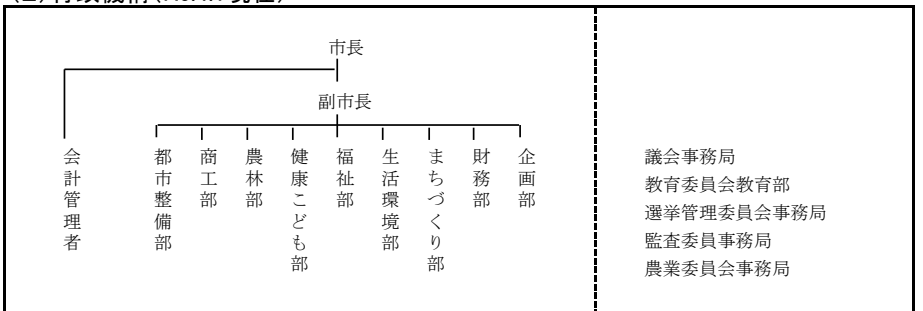 市長
副市長
会計管理者
都市整備部
商工部
農林部
健康こども部
福祉部
生活環境部
まちづくり部
財務部
企画部
議会事務局
教育委員会教育部
選挙管理委員会事務局
監査委員事務局
農業委員会事務局